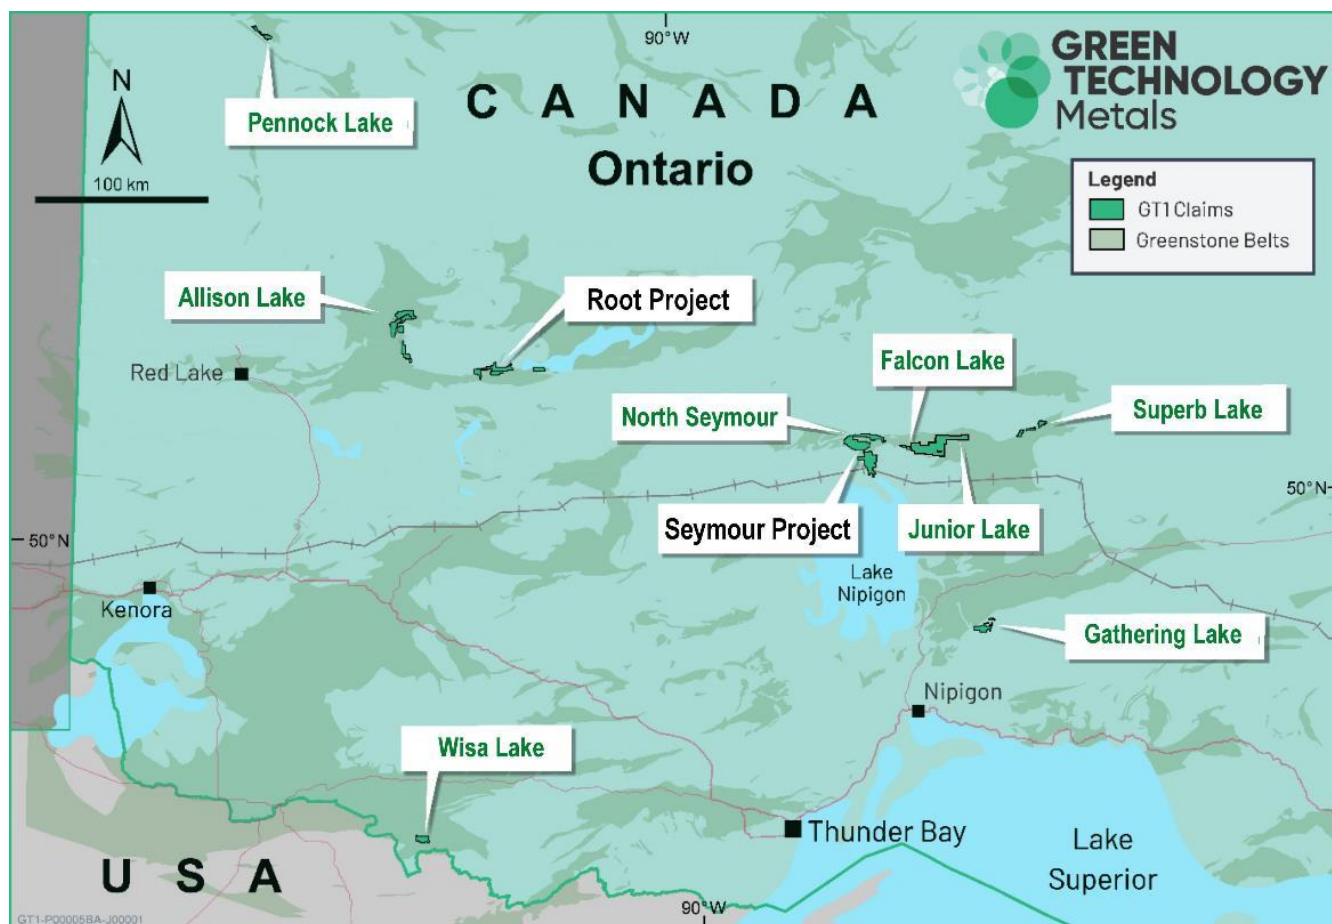 90°W
GREEN
TECHNOLOGY
Metals
N
Pennock Lake
CANADA
Ontario
100 km
Legend
GT1 Claims
Greenstone Belts
Allison Lake
Root Project
Red Lake
Falcon Lake
North Seymour
Superb Lake
50°N
Seymour Project
Junior Lake
50°N
Lake
Nipigon
Kenora
Gathering Lake
Nipigon
Wisa Lake
Thunder Bay
Lake
Superior
USA
90°W
GT1-P00005BA-J00001